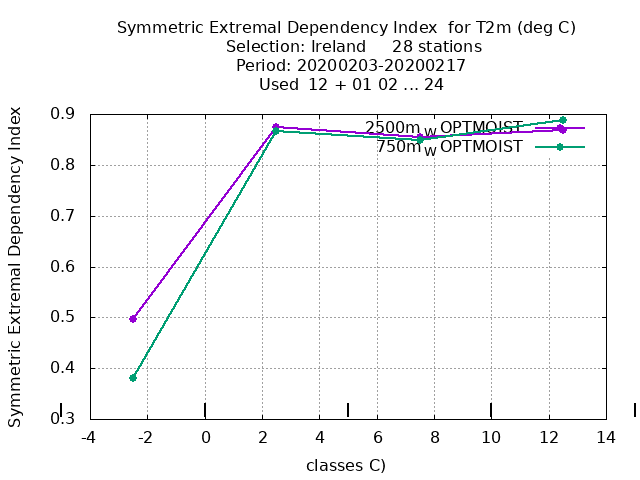 Symmetric Extremal Dependency Index for T2m (deg C)
Selection: Ireland 28 stations
Period: 20200203-20200217
Used 12 + 01 02 ... 24
Symmetric Extremal Dependency Index
0.9
0.8
0.7
0.6
0.5
0.4
0.3
2500m_W OPTMOIST
750m_W OPTMOIST
-4 -2 0 2 4 6 8 10 12 14
classes C)